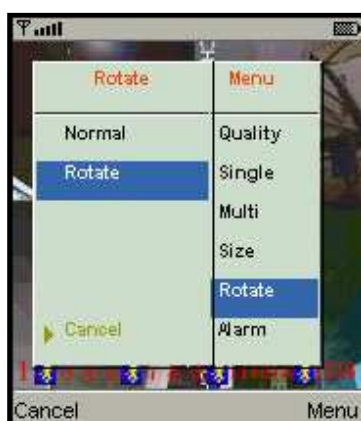 Rotate Menu
Normal Quality
Rotate Single
Multi
Size
Rotate
Cancel Alarm
Cancel Menu